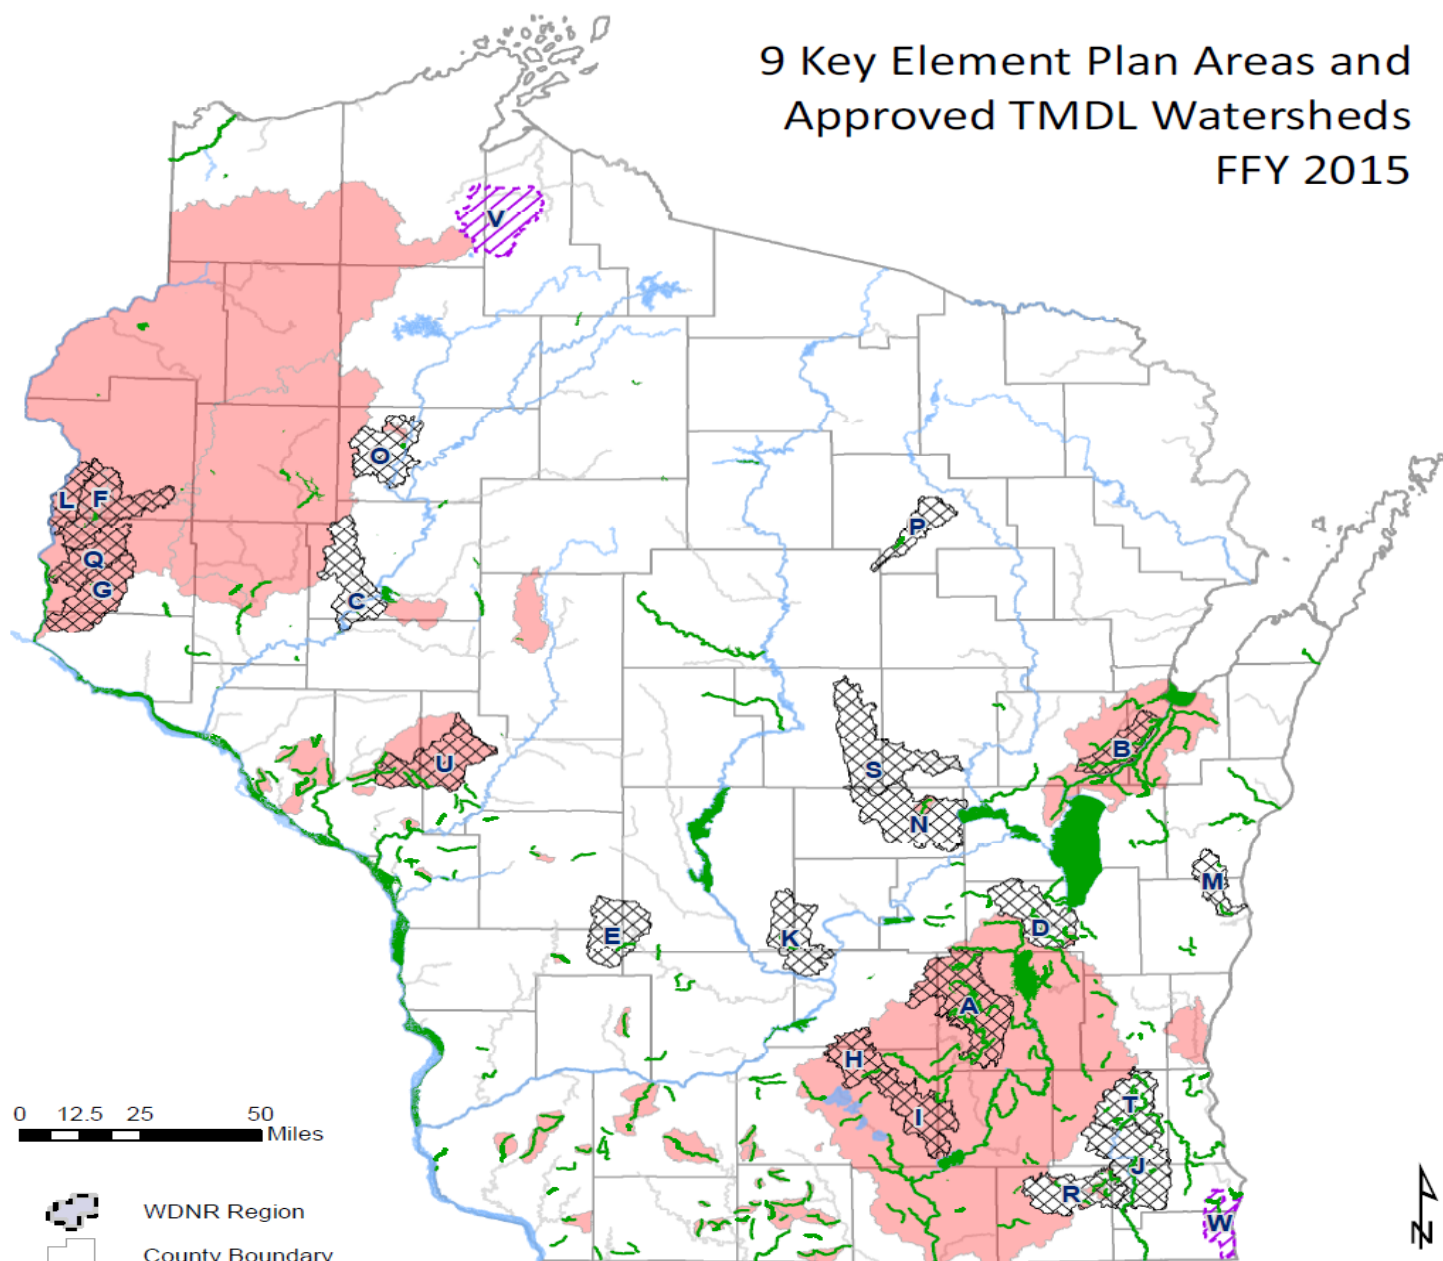 9 Key Element Plan Areas and
Approved TMDL Watersheds
FFY 2015
V
O
L F
P
Q
G
C
B
U
S
N
M
E
K
D
A
H
I
T
J
R
W
0 12.5 25 50
Miles
WDNR Region
County Boundary
N